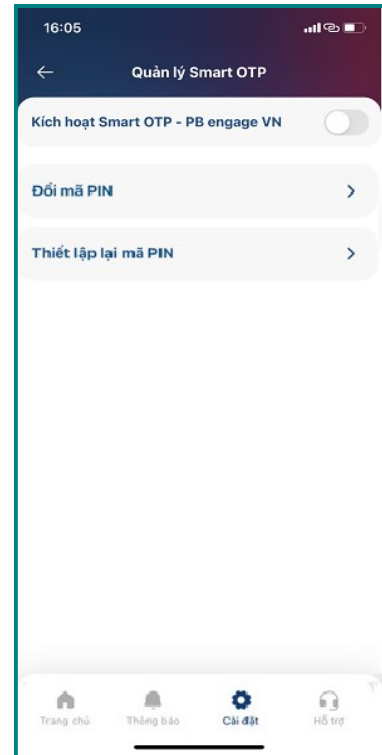 16:05
Quản lý Smart OTP
Kích hoạt Smart OTP - PB engage VN
Đổi mã PIN
Thiết lập lại mã PIN
Trang chủ Thông báo Cài đặt Hỗ trợ